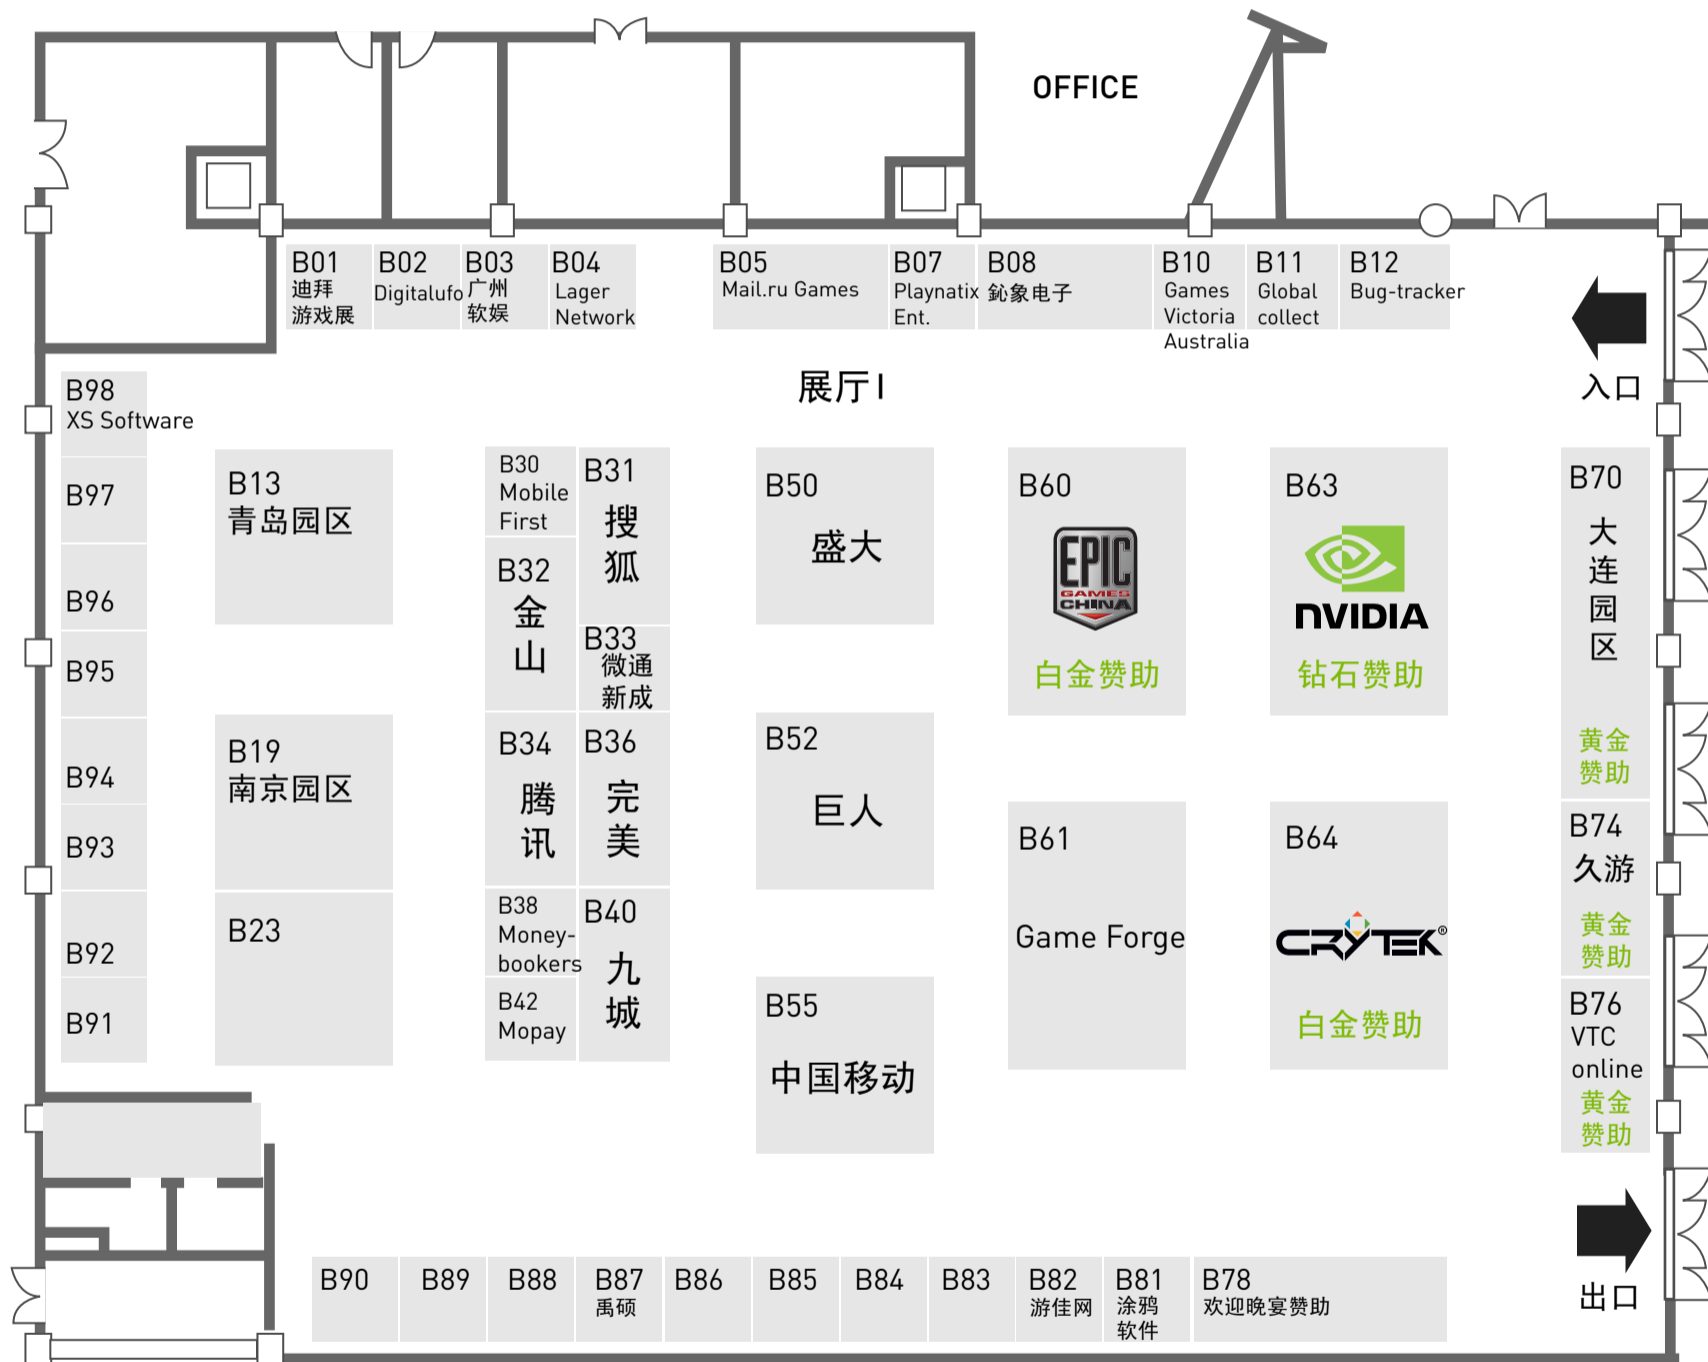 OFFICE
B01
迪拜
游戏展
B02
Digitalufo
B03
广州
软娱
B04
Lager
Network
B05
Mail.ru Games
B07
Playnatix
Ent.
B08
鈊象电子
B10
Games
Victoria
Australia
B11
Global
collect
B12
Bug-tracker
入口
展厅I
B98
XS Software
B97
B96
B95
B94
B93
B92
B91
B13
青岛园区
B19
南京园区
B23
B30
Mobile
First
B31
搜
狐
B32
金
山
B33
微通
新成
B34
腾
讯
B36
完
美
B38
Money-
bookers
B40
九
城
B42
Mopay
B50
盛大
B52
巨人
B55
中国移动
B60
EPIC
GAMES
CHINA
白金赞助
B61
Game Forge
B63
NVIDIA
钻石赞助
B64
CRYTEK®
白金赞助
B70
大
连
园
区
黄金
赞助
B74
久游
黄金
赞助
B76
VTC
online
黄金
赞助
出口
B90
B89
B88
B87
禹硕
B86
B85
B84
B83
B82
游佳网
B81
涂鸦
软件
B78
欢迎晚宴赞助